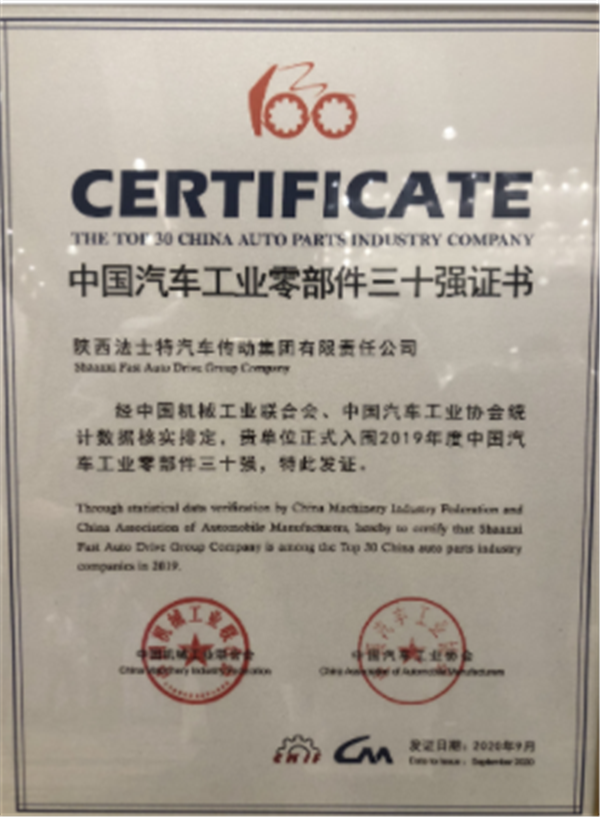 CERTIFICATE
THE TOP 30 CHINA AUTO PARTS INDUSTRY COMPANY
中国汽车工业零部件三十强证书
陕西法士特汽车传动集团有限责任公司
Shaanxi Fast Auto Drive Group Company
经中国机械工业联合会、中国汽车工业协会统
计数据核实排定，贵单位正式入围2019年度中国汽
车工业零部件三十强，特此发证。
Through statistical data verification by China Machinery Industry Federation and
China Association of Automobile Manufacturers, hereby to certify that Shaanxi
Fast Auto Drive Group Company is among the Top 30 China auto parts industry
companies in 2019.
中国机械工业联合会
China Machinery Industry Federation
中国汽车工业协会
China Association of Automobile Manufacturers
CMIF
发证日期：2020年9月
Date to Issue：September 2020